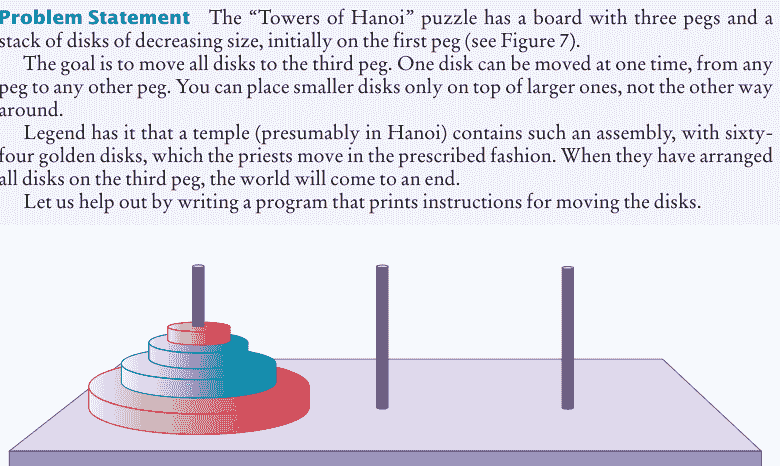 Problem Statement The “Towers of Hanoi” puzzle has a board with three pegs and a
stack of disks of decreasing size, initially on the first peg (see Figure 7).
The goal is to move all disks to the third peg. One disk can be moved at one time, from any
peg to any other peg. You can place smaller disks only on top of larger ones, not the other way
around.
Legend has it that a temple (presumably in Hanoi) contains such an assembly, with sixty-
four golden disks, which the priests move in the prescribed fashion. When they have arranged
all disks on the third peg, the world will come to an end.
Let us help out by writing a program that prints instructions for moving the disks.